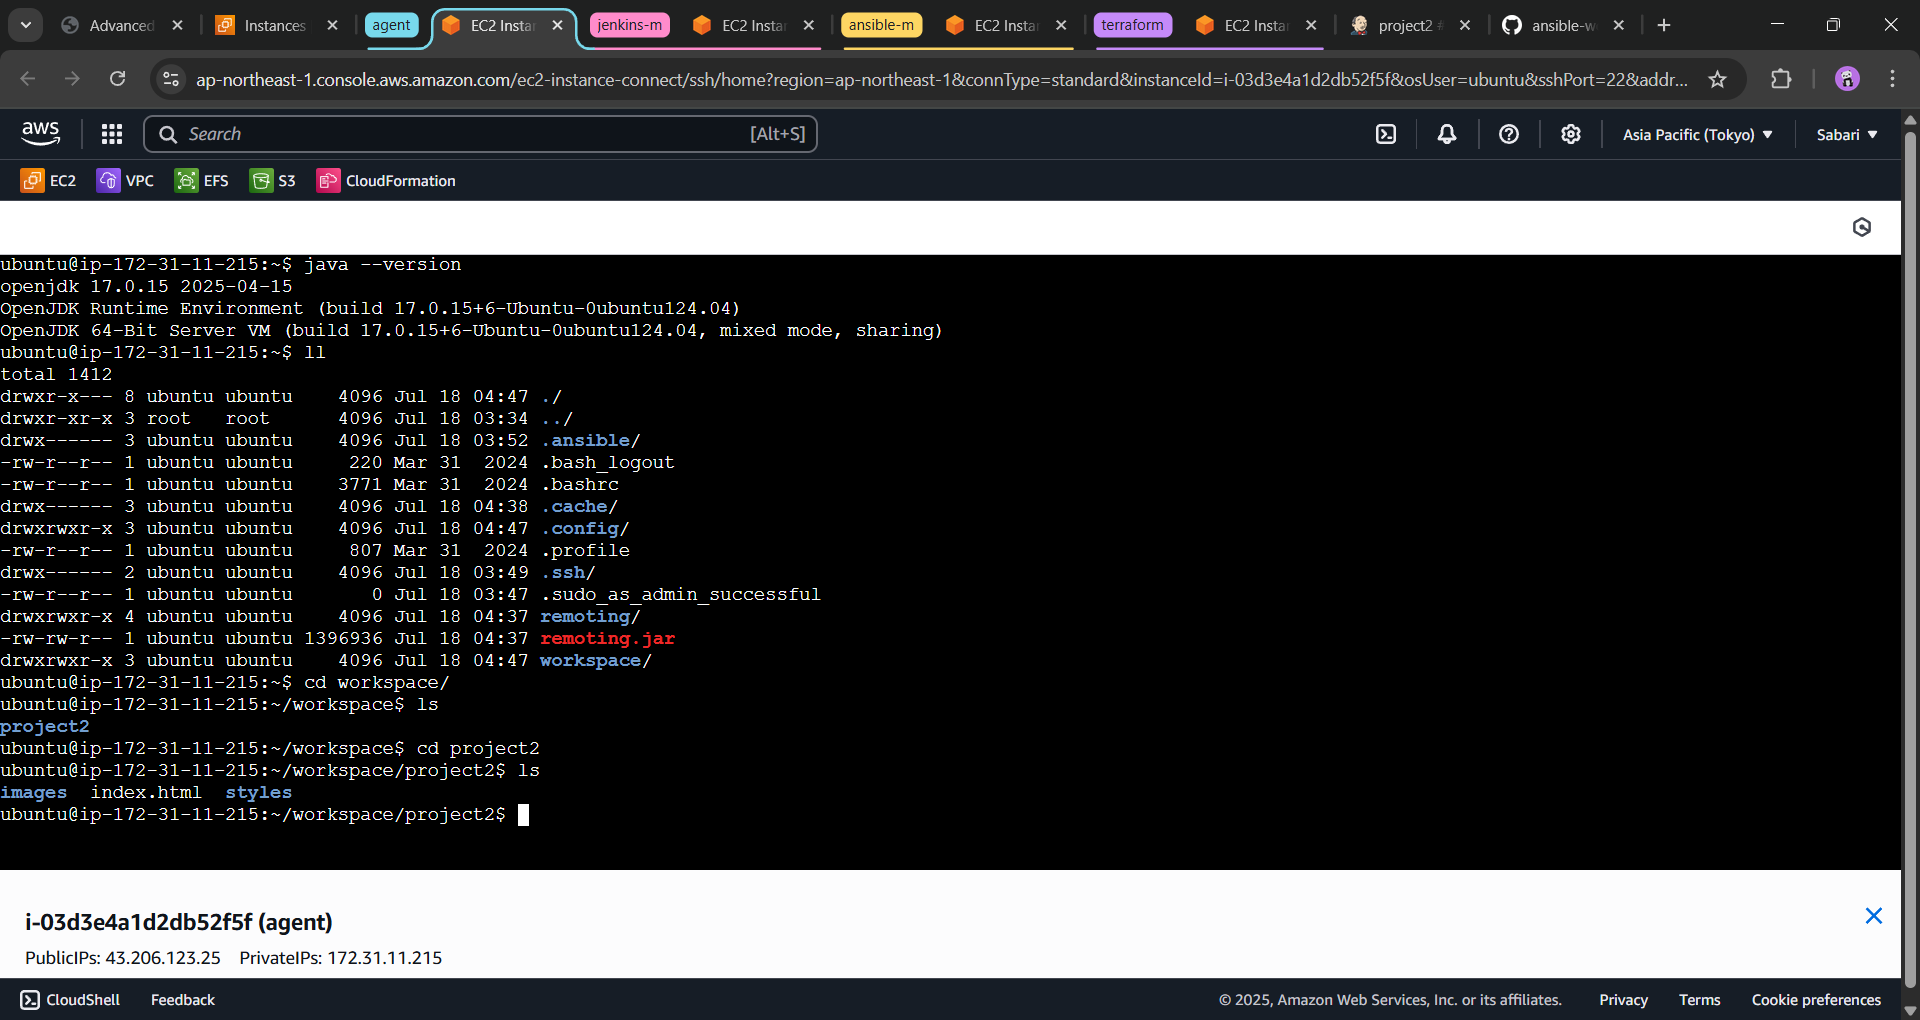 Advanced
Instances
agent
EC2 Instan
jenkins-m
EC2 Instan
ansible-m
EC2 Instan
terraform
EC2 Instan
project2 #
ansible-w
ap-northeast-1.console.aws.amazon.com/ec2-instance-connect/ssh/home?region=ap-northeast-1&connType=standard&instanceId=i-03d3e4a1d2db52f5f&osUser=ubuntu&sshPort=22&addr...
aws
Search
[Alt+S]
Asia Pacific (Tokyo)
Sabari
EC2
VPC
EFS
S3
CloudFormation
ubuntu@ip-172-31-11-215:~$ java --version
openjdk 17.0.15 2025-04-15
OpenJDK Runtime Environment (build 17.0.15+6-Ubuntu-0ubuntu124.04)
OpenJDK 64-Bit Server VM (build 17.0.15+6-Ubuntu-0ubuntu124.04, mixed mode, sharing)
ubuntu@ip-172-31-11-215:~$ ll
total 1412
drwxr-x--- 8 ubuntu ubuntu    4096 Jul 18 04:47 ./
drwxr-xr-x 3 root   root      4096 Jul 18 03:34 ../
drwx------ 3 ubuntu ubuntu    4096 Jul 18 03:52 .ansible/
-rw-r--r-- 1 ubuntu ubuntu     220 Mar 31  2024 .bash_logout
-rw-r--r-- 1 ubuntu ubuntu    3771 Mar 31  2024 .bashrc
drwx------ 3 ubuntu ubuntu    4096 Jul 18 04:38 .cache/
drwxrwxr-x 3 ubuntu ubuntu    4096 Jul 18 04:47 .config/
-rw-r--r-- 1 ubuntu ubuntu     807 Mar 31  2024 .profile
drwx------ 2 ubuntu ubuntu    4096 Jul 18 03:49 .ssh/
-rw-r--r-- 1 ubuntu ubuntu       0 Jul 18 03:47 .sudo_as_admin_successful
drwxrwxr-x 4 ubuntu ubuntu    4096 Jul 18 04:37 remoting/
-rw-rw-r-- 1 ubuntu ubuntu 1396936 Jul 18 04:37 remoting.jar
drwxrwxr-x 3 ubuntu ubuntu    4096 Jul 18 04:47 workspace/
ubuntu@ip-172-31-11-215:~$ cd workspace/
ubuntu@ip-172-31-11-215:~/workspace$ ls
project2
ubuntu@ip-172-31-11-215:~/workspace$ cd project2
ubuntu@ip-172-31-11-215:~/workspace/project2$ ls
images  index.html  styles
ubuntu@ip-172-31-11-215:~/workspace/project2$
i-03d3e4a1d2db52f5f (agent)
PublicIPs: 43.206.123.25    PrivateIPs: 172.31.11.215
CloudShell
Feedback
© 2025, Amazon Web Services, Inc. or its affiliates.
Privacy
Terms
Cookie preferences